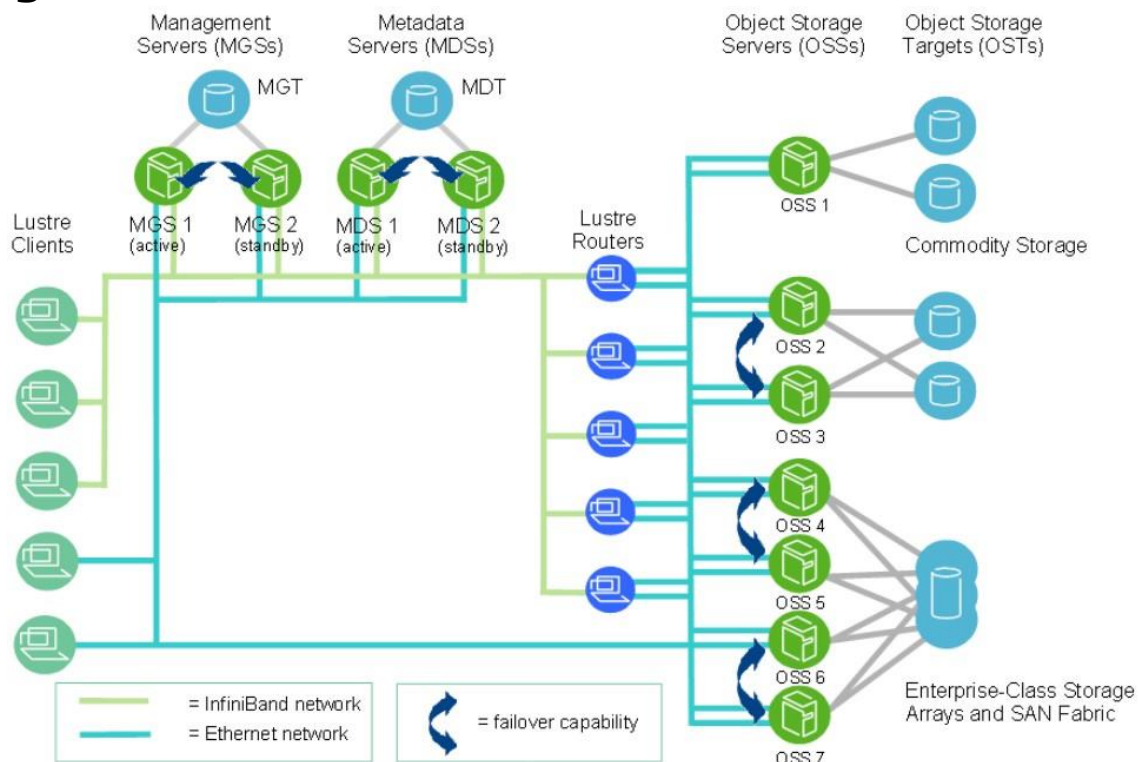 Management
Servers (MGSs)
Metadata
Servers (MDSs)
Object Storage
Servers (OSSs)
Object Storage
Targets (OSTs)
MGT
MDT
MGS 1
(active)
MGS 2
(standby)
MDS 1
(active)
MDS 2
(standby)
Lustre
Clients
Lustre
Routers
OSS 1
Commodity Storage
OSS 2
OSS 3
OSS 4
OSS 5
OSS 6
OSS 7
Enterprise-Class Storage
Arrays and SAN Fabric
= InfiniBand network
= Ethernet network
= failover capability